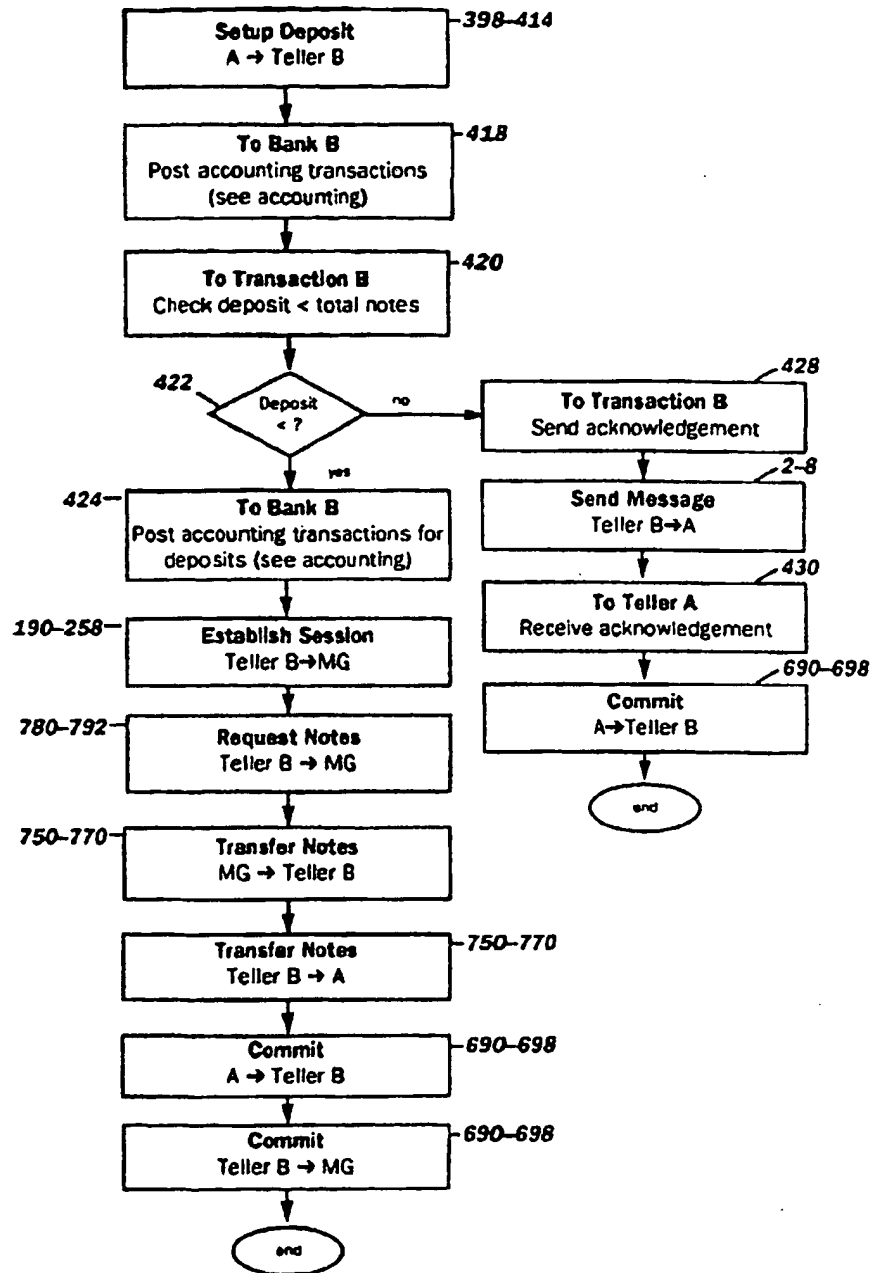 Setup Deposit
A → Teller B
398–414
To Bank B
Post accounting transactions
(see accounting)
418
To Transaction B
Check deposit < total notes
420
422
Deposit
< ?
no
yes
428
To Transaction B
Send acknowledgement
2–8
Send Message
Teller B→A
430
To Teller A
Receive acknowledgement
690–698
Commit
A→Teller B
end
424
To Bank B
Post accounting transactions for
deposits (see accounting)
190–258
Establish Session
Teller B→MG
780–792
Request Notes
Teller B → MG
750–770
Transfer Notes
MG → Teller B
Transfer Notes
Teller B → A
750–770
Commit
A → Teller B
690–698
Commit
Teller B → MG
690–698
end